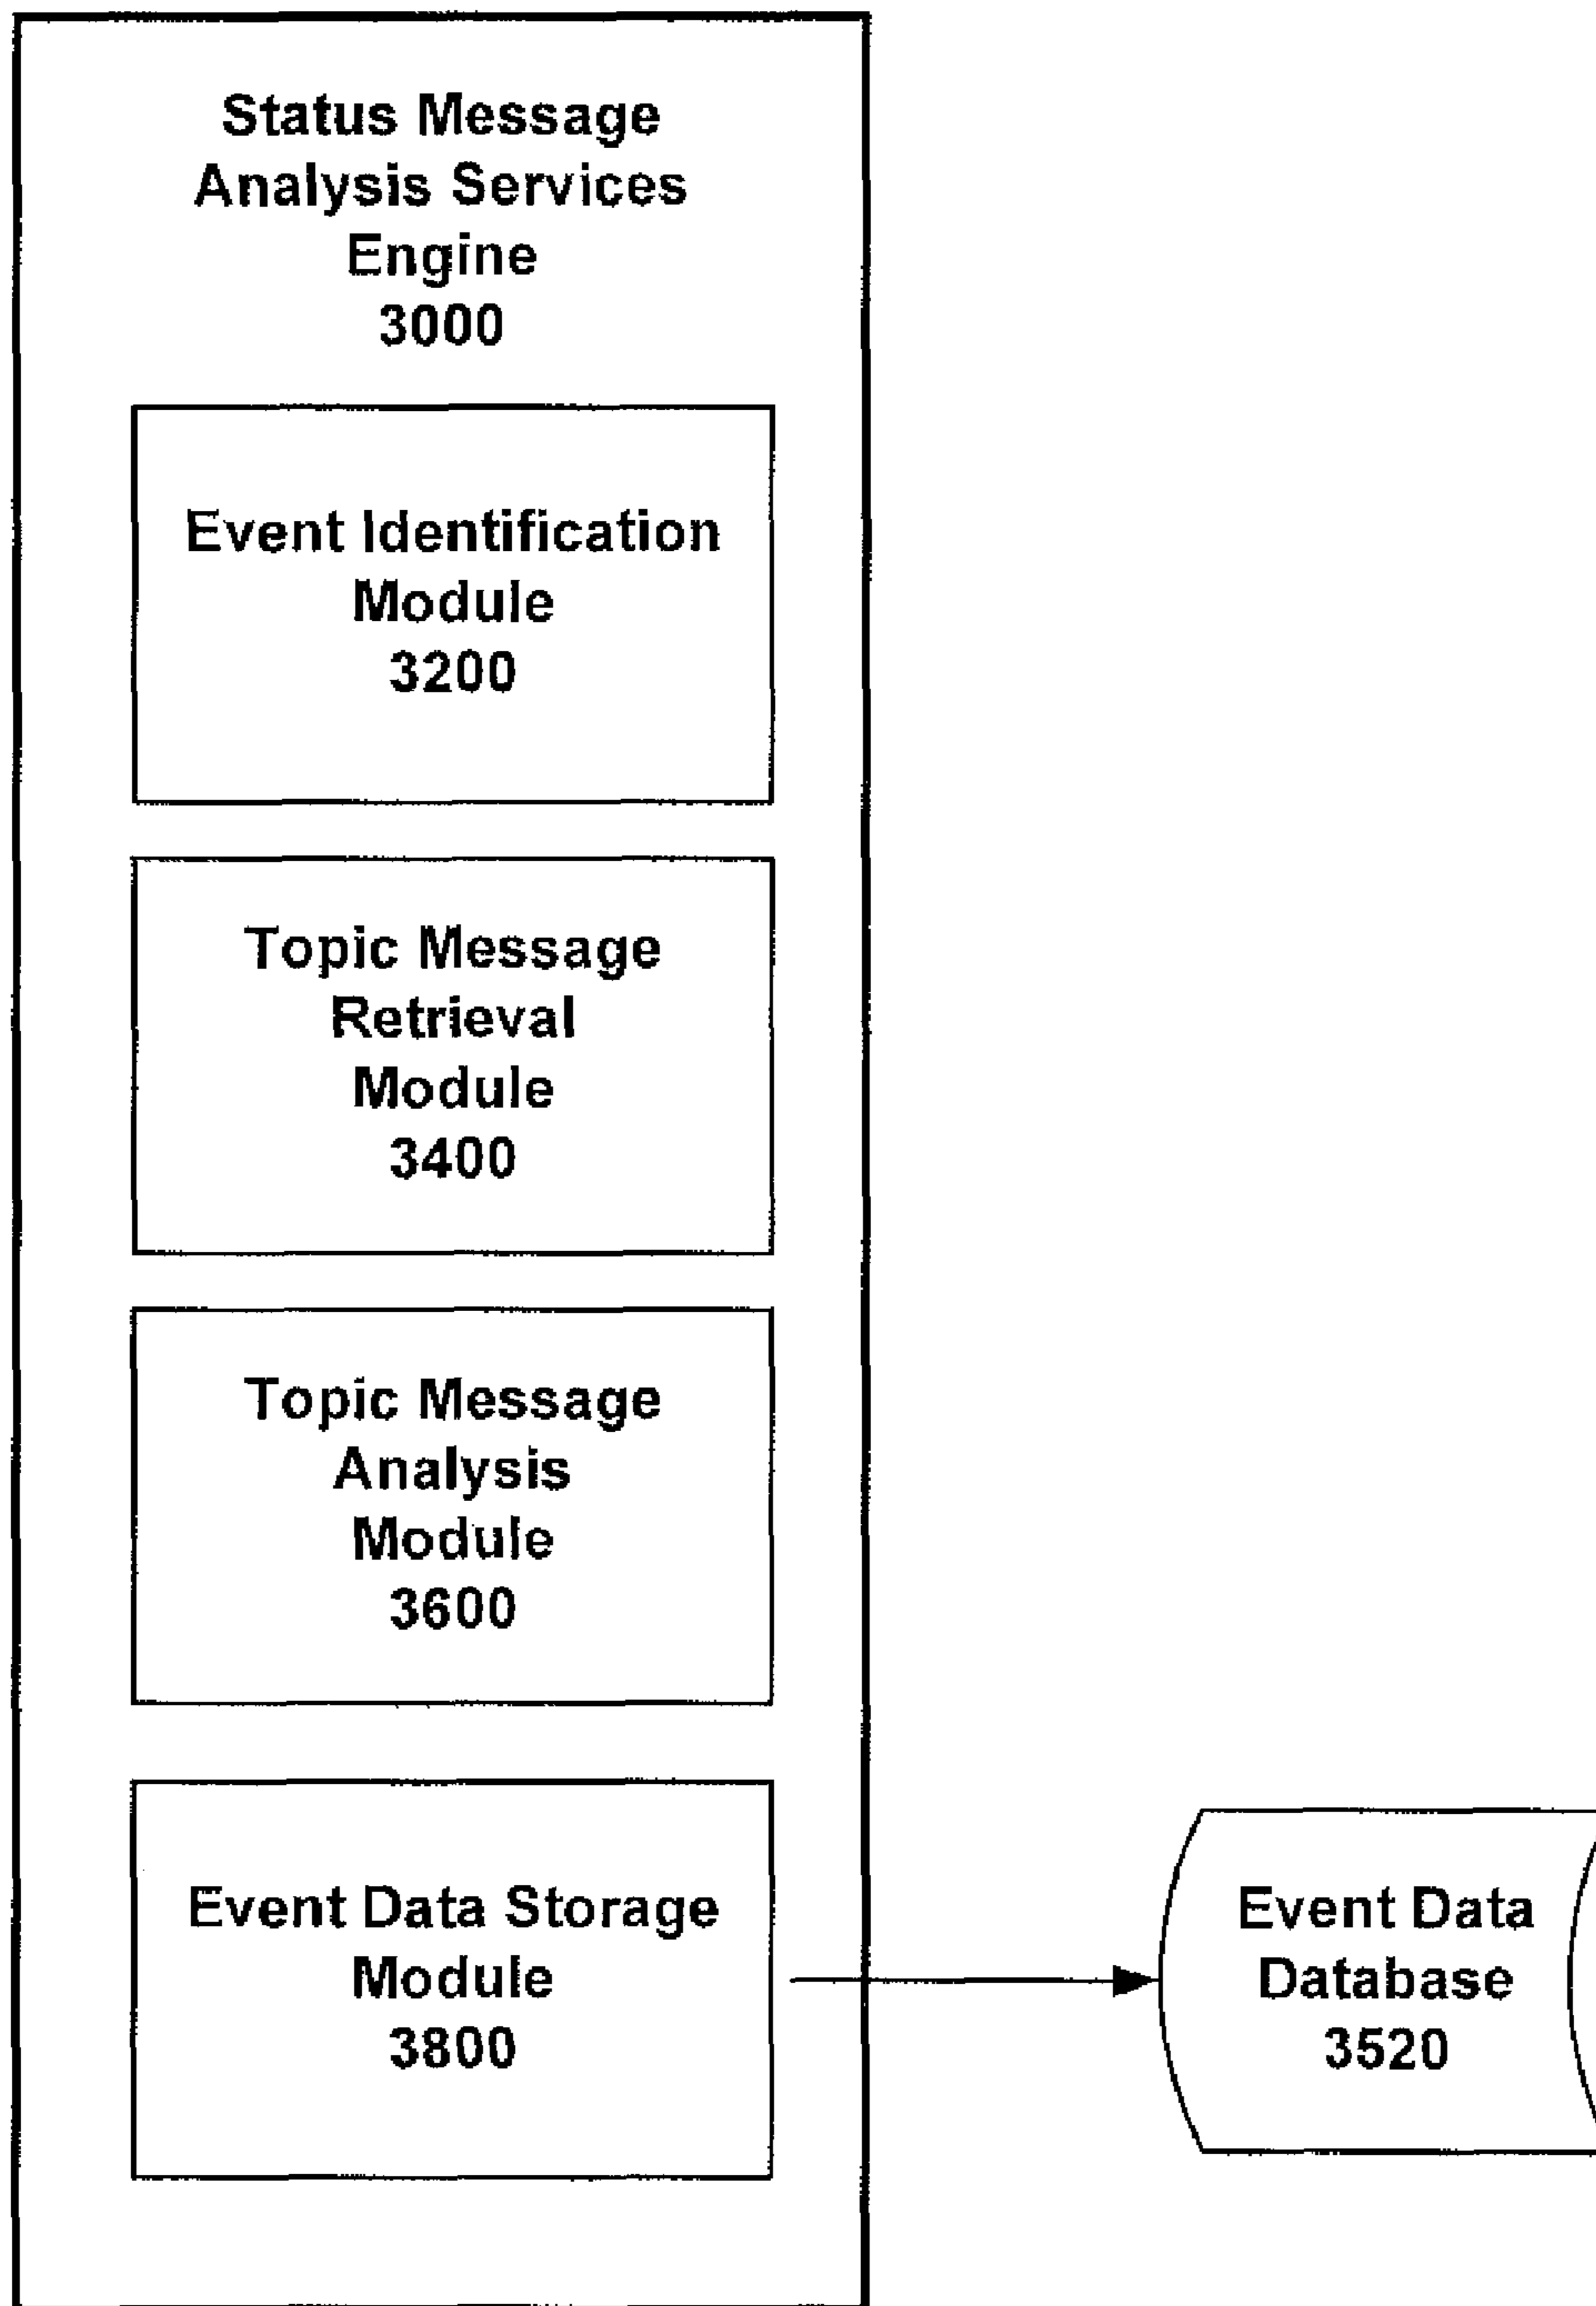 Status Message
Analysis Services
Engine
3000
Event Identification
Module
3200
Topic Message
Retrieval
Module
3400
Topic Message
Analysis
Module
3600
Event Data Storage
Module
3800
Event Data
Database
3520